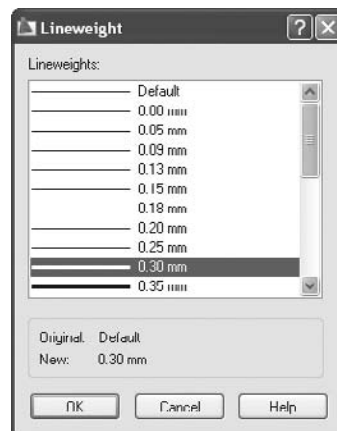 Lineweight
Lineweights:
Default
0.00 mm
0.05 mm
0.09 mm
0.13 mm
0.15 mm
0.18 mm
0.20 mm
0.25 mm
0.30 mm
0.35 mm
Original: Default
New: 0.30 mm
OK Cancel Help